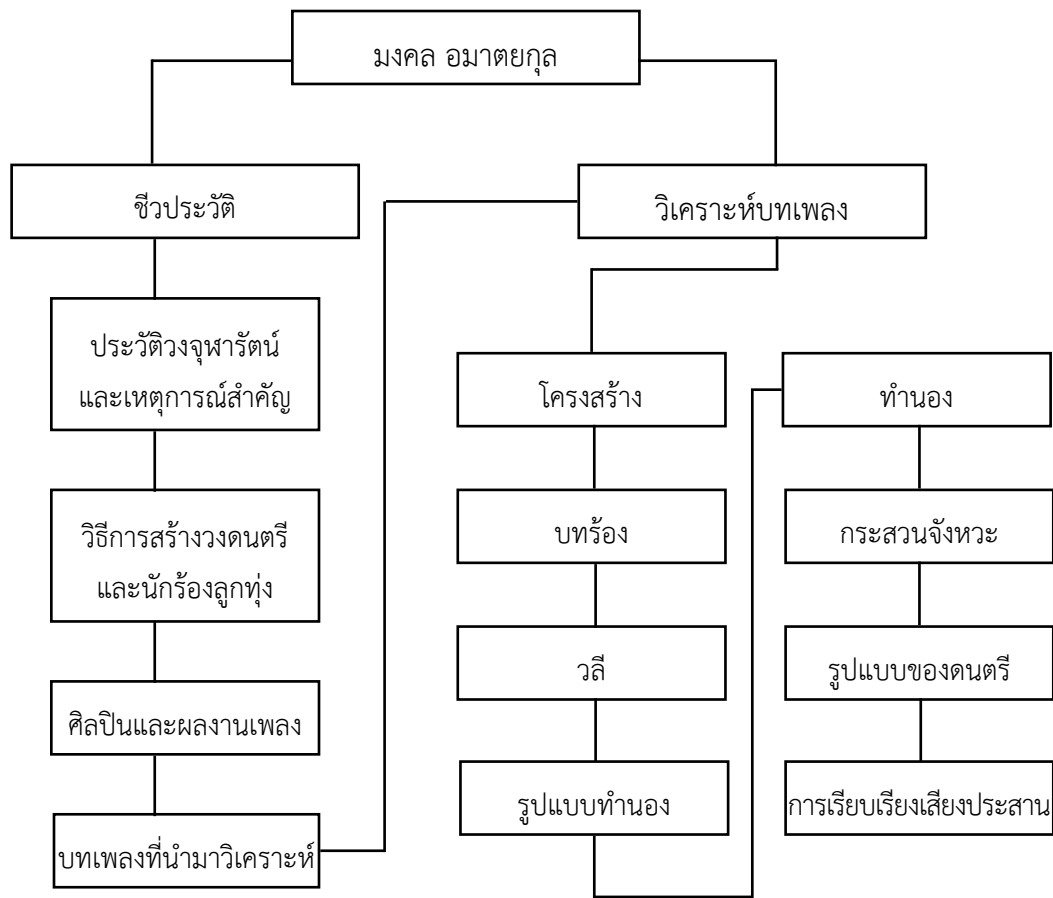 มงคล อมาตยกุล
ชีวประวัติ
วิเคราะห์บทเพลง
ประวัติวงจุฬารัตน์
และเหตุการณ์สำคัญ
วิธีการสร้างวงดนตรี
และนักร้องลูกทุ่ง
ศิลปินและผลงานเพลง
บทเพลงที่นำมาวิเคราะห์
โครงสร้าง
บทร้อง
วลี
รูปแบบทำนอง
ทำนอง
กระสวนจังหวะ
รูปแบบของดนตรี
การเรียบเรียงเสียงประสาน